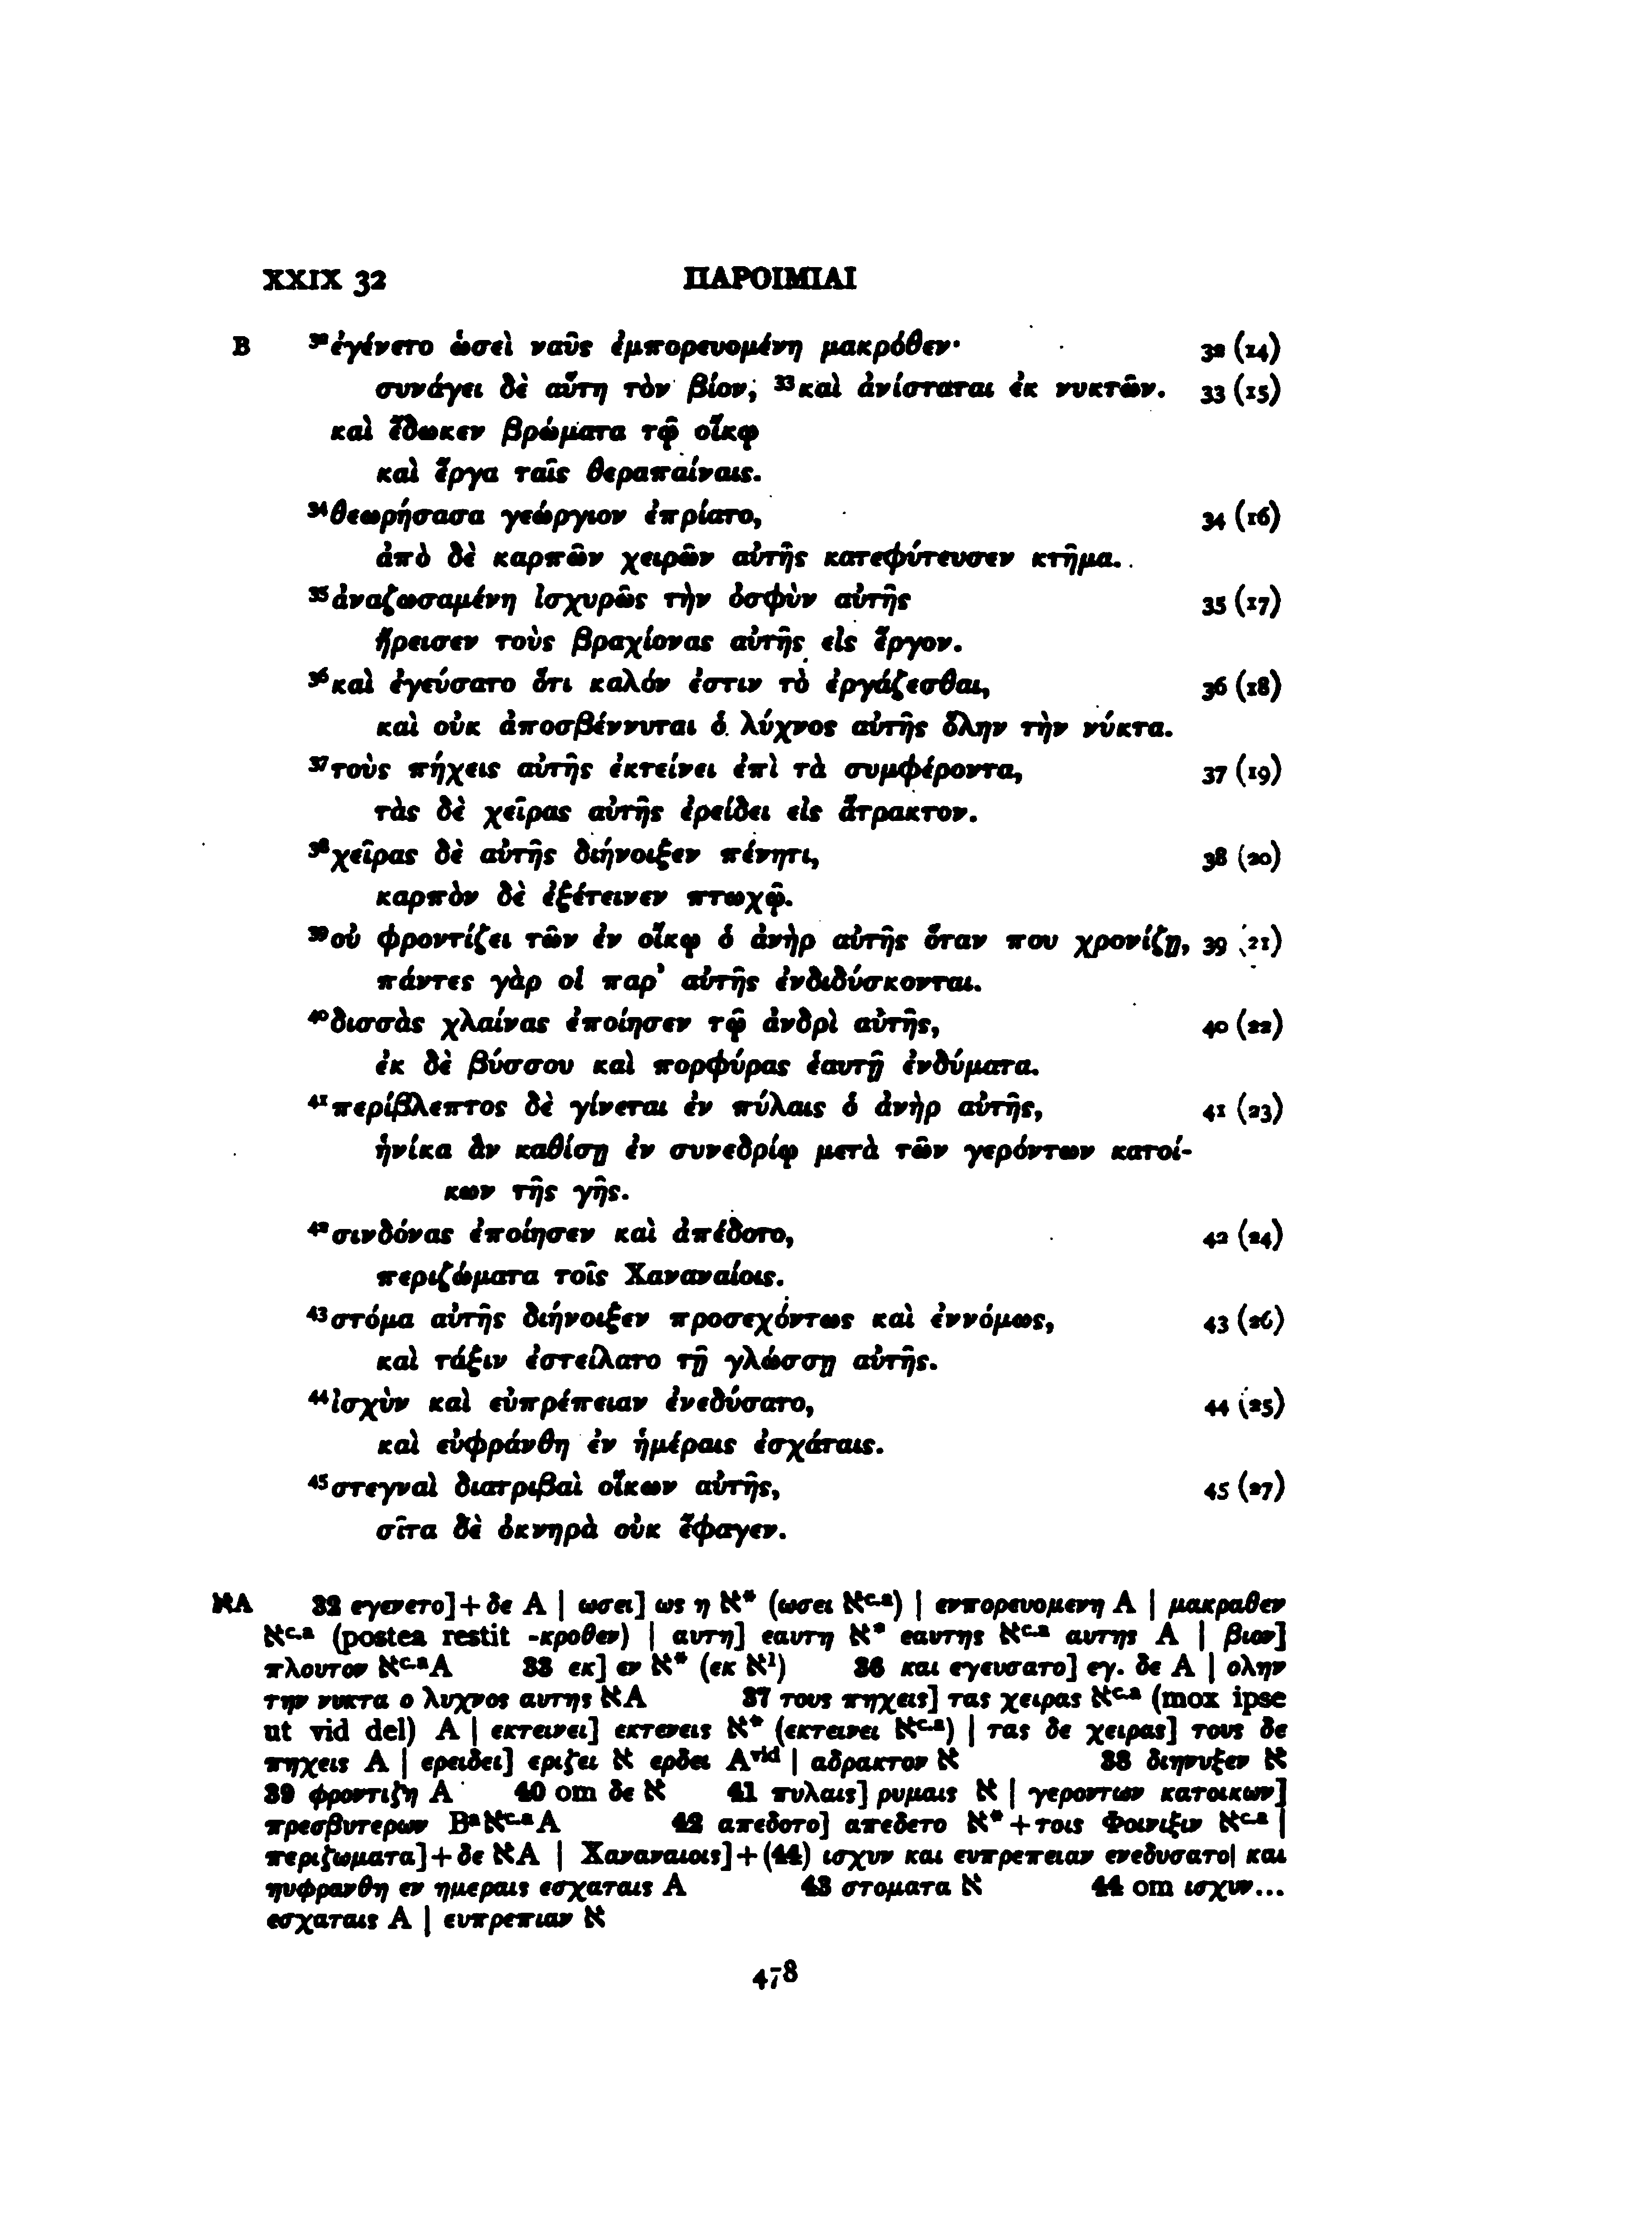 XXIX 32 ΠΑΡΟΙΜΙΑΙ
B ³²ἐγένετο ὡσεὶ ναῦς ἐμπορευομένη μακρόθεν· 32 (14)
συνάγει δὲ αὕτη τὸν βίον, ³³καὶ ἀνίσταται ἐκ νυκτῶν. 33 (15)
καὶ ἔδωκεν βρώματα τῷ οἴκῳ
καὶ ἔργα ταῖς θεραπαίναις.
³⁴θεωρήσασα γεώργιον ἐπρίατο, 34 (16)
ἀπὸ δὲ καρπῶν χειρῶν αὐτῆς κατεφύτευσεν κτῆμα.
³⁵ἀναζωσαμένη ἰσχυρῶς τὴν ὀσφὺν αὐτῆς 35 (17)
ἤρεισεν τοὺς βραχίονας αὐτῆς εἰς ἔργον.
³⁶καὶ ἐγεύσατο ὅτι καλόν ἐστιν τὸ ἐργάζεσθαι, 36 (18)
καὶ οὐκ ἀποσβέννυται ὁ λύχνος αὐτῆς ὅλην τὴν νύκτα.
³⁷τοὺς πήχεις αὐτῆς ἐκτείνει ἐπὶ τὰ συμφέροντα, 37 (19)
τὰς δὲ χεῖρας αὐτῆς ἐρείδει εἰς ἄτρακτον.
³⁸χεῖρας δὲ αὐτῆς διήνοιξεν πένητι, 38 (20)
καρπὸν δὲ ἐξέτεινεν πτωχῷ.
³⁹οὐ φροντίζει τῶν ἐν οἴκῳ ὁ ἀνὴρ αὐτῆς ὅταν που χρονίζῃ, 39 (21)
πάντες γὰρ οἱ παρ᾽ αὐτῆς ἐνδιδύσκονται.
⁴⁰δισσὰς χλαίνας ἐποίησεν τῷ ἀνδρὶ αὐτῆς, 40 (22)
ἐκ δὲ βύσσου καὶ πορφύρας ἑαυτῇ ἐνδύματα.
⁴¹περίβλεπτος δὲ γίνεται ἐν πύλαις ὁ ἀνὴρ αὐτῆς, 41 (23)
ἡνίκα ἂν καθίσῃ ἐν συνεδρίῳ μετὰ τῶν γερόντων κατοί-
κων τῆς γῆς.
⁴²σινδόνας ἐποίησεν καὶ ἀπέδοτο, 42 (24)
περιζώματα τοῖς Χαναναίοις.
⁴³στόμα αὐτῆς διήνοιξεν προσεχόντως καὶ ἐννόμως, 43 (26)
καὶ τάξιν ἐστείλατο τῇ γλώσσῃ αὐτῆς.
⁴⁴ἰσχὺν καὶ εὐπρέπειαν ἐνεδύσατο, 44 (25)
καὶ εὐφράνθη ἐν ἡμέραις ἐσχάταις.
⁴⁵στεγναὶ διατριβαὶ οἴκων αὐτῆς, 45 (27)
σῖτα δὲ ὀκνηρὰ οὐκ ἔφαγεν.
ℵA 32 εγενετο]+δε A | ωσει] ως η ℵ* (ωσει ℵc.a) | ενπορευομενη A | μακραθεν
ℵc.a (postea restit -κροθεν) | αυτη] εαυτη ℵ* εαυτης ℵc.a αυτης A | βιον]
πλουτον ℵc.aA 33 εκ] εν ℵ* (εκ ℵ1) 36 και εγευσατο] εγ. δε A | ολην
την νυκτα ο λυχνος αυτης ℵA 37 τους πηχεις] τας χειρας ℵc.a (mox ipse
ut vid del) A | εκτεινει] εκτενεις ℵ* (εκτεινει ℵc.a) | τας δε χειρας] τους δε
πηχεις A | ερειδει] εριζει ℵ ερδει Avid | αδρακτον ℵ 38 διηνυξεν ℵ
39 φροντιζη A 40 om δε ℵ 41 πυλαις] ρυμαις ℵ | γεροντων κατοικων]
πρεσβυτερων Baℵc.aA 42 απεδοτο] απεδετο ℵ*+τοις Φοινιξιν ℵc.a |
περιζωματα]+δε ℵA | Χαναναιοις]+(44) ισχυν και ευπρεπειαν ενεδυσατο| και
ηυφρανθη εν ημεραις εσχαταις A 43 στοματα ℵ 44 om ισχυν...
εσχαταις A | ευπρεπιαν ℵ
478